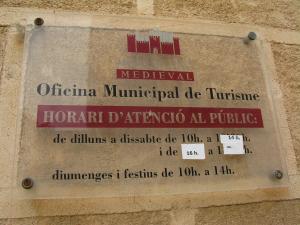 MEDIEVAL
Oficina Municipal de Turisme
HORARI D'ATENCIÓ AL PÚBLIC:
de dilluns a dissabte de 10h. a 14 h.
i de 16 h. a
diumenges i festius de 10h. a 14h.